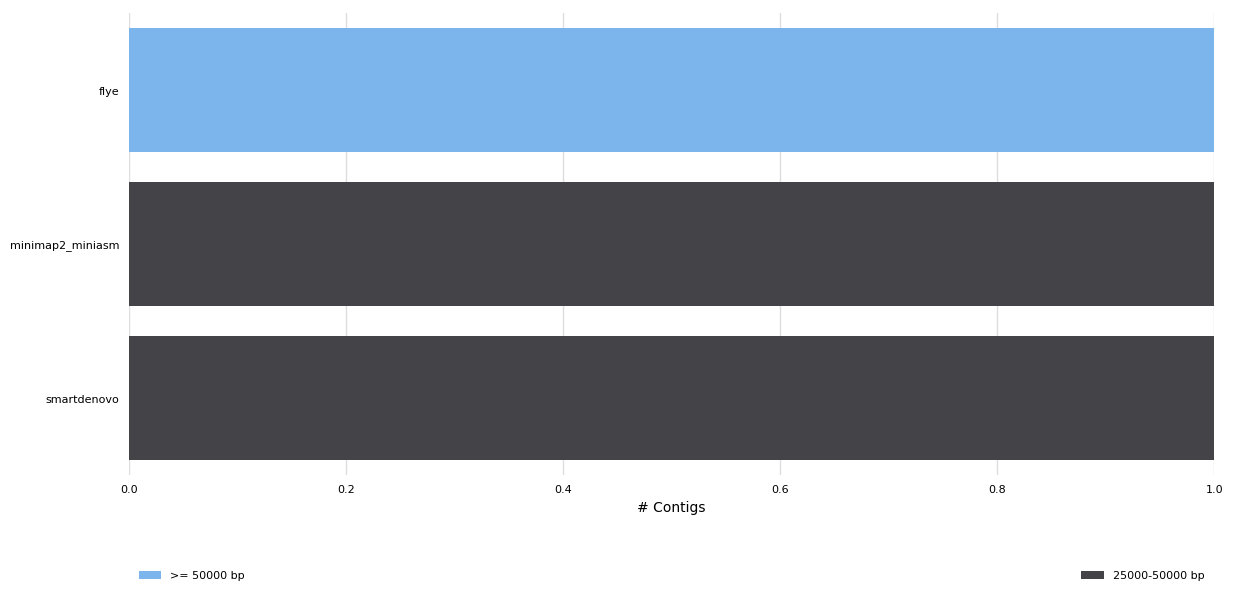 flye
minimap2_miniasm
smartdenovo
0.0 0.2 0.4 0.6 0.8 1.0
# Contigs
>= 50000 bp 25000-50000 bp